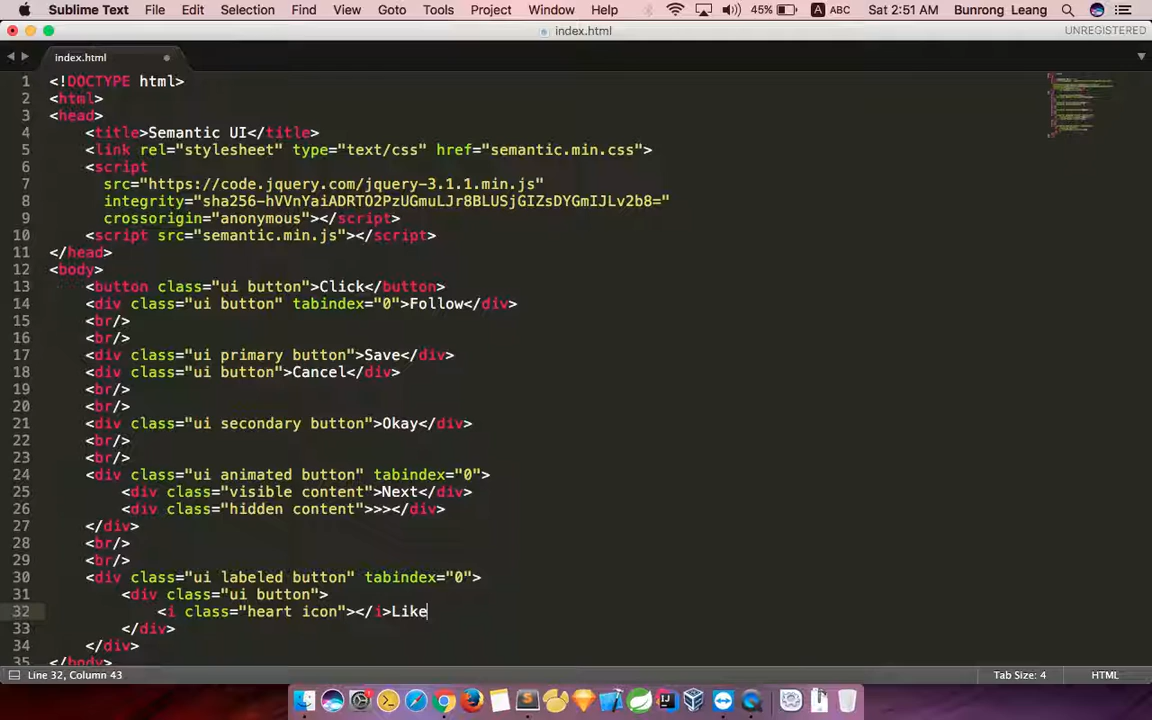 Sublime Text File Edit Selection Find View Goto Tools Project Window Help 45% A ABC Sat 2:51 AM Bunrong Leang
index.html UNREGISTERED
index.html
1 <!DOCTYPE html>
2 <html>
3 <head>
4 <title>Semantic UI</title>
5 <link rel="stylesheet" type="text/css" href="semantic.min.css">
6 <script
7 src="https://code.jquery.com/jquery-3.1.1.min.js"
8 integrity="sha256-hVVnYaiADRTO2PzUGmuLJr8BLUSjGIZsDYGmIJLv2b8="
9 crossorigin="anonymous"></script>
10 <script src="semantic.min.js"></script>
11 </head>
12 <body>
13 <button class="ui button">Click</button>
14 <div class="ui button" tabindex="0">Follow</div>
15 <br/>
16 <br/>
17 <div class="ui primary button">Save</div>
18 <div class="ui button">Cancel</div>
19 <br/>
20 <br/>
21 <div class="ui secondary button">Okay</div>
22 <br/>
23 <br/>
24 <div class="ui animated button" tabindex="0">
25 <div class="visible content">Next</div>
26 <div class="hidden content">>></div>
27 </div>
28 <br/>
29 <br/>
30 <div class="ui labeled button" tabindex="0">
31 <div class="ui button">
32 <i class="heart icon"></i>Like
33 </div>
34 </div>
35 </body>
Line 32, Column 43 Tab Size: 4 HTML